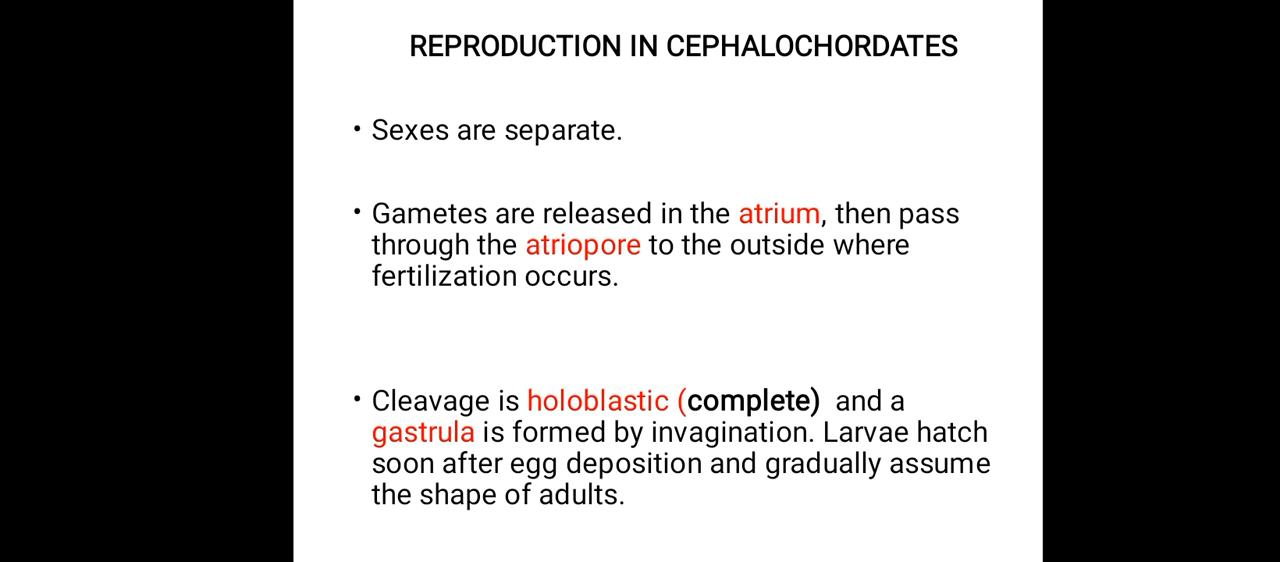 REPRODUCTION IN CEPHALOCHORDATES
• Sexes are separate.
• Gametes are released in the atrium, then pass
through the atriopore to the outside where
fertilization occurs.
• Cleavage is holoblastic (complete) and a
gastrula is formed by invagination. Larvae hatch
soon after egg deposition and gradually assume
the shape of adults.